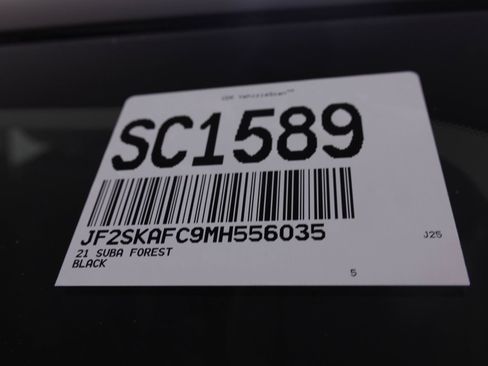 SC1589
JF2SKAFC9MH556035
21 SUBA FOREST
J25
BLACK
5